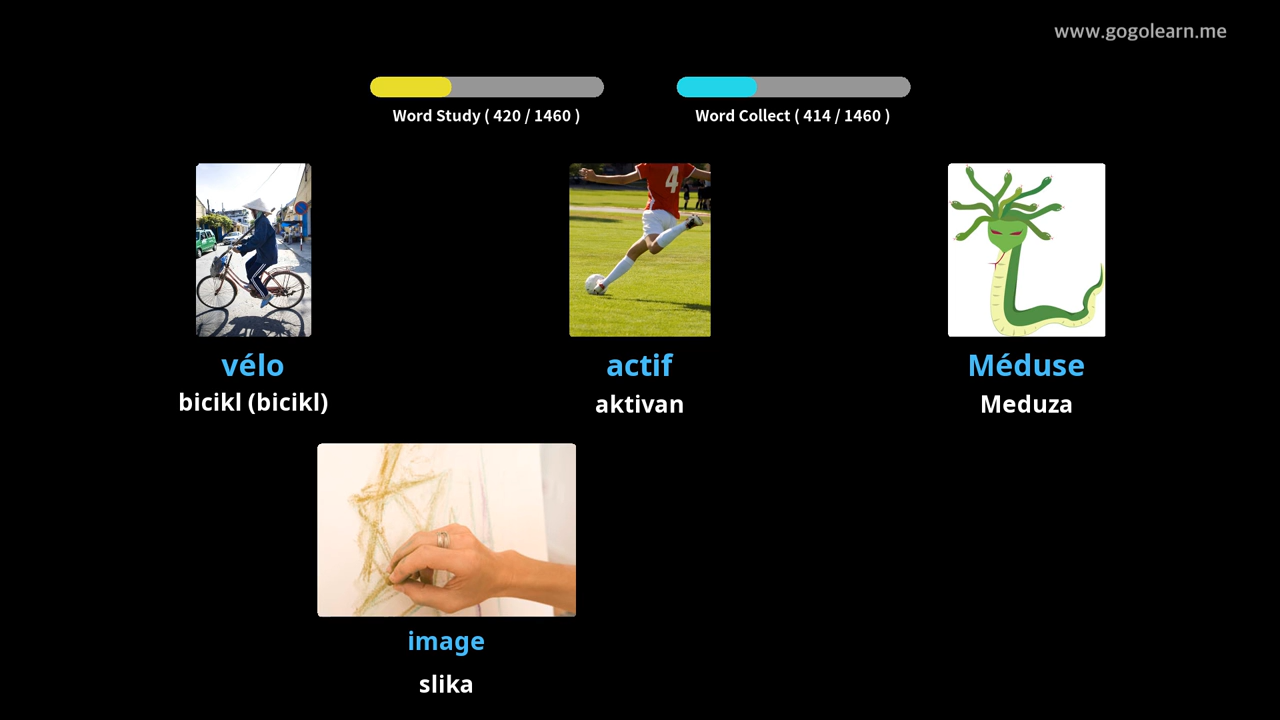 www.gogolearn.me
Word Study ( 420 / 1460 )
Word Collect ( 414 / 1460 )
4
vélo
actif
Méduse
bicikl (bicikl)
aktivan
Meduza
image
slika